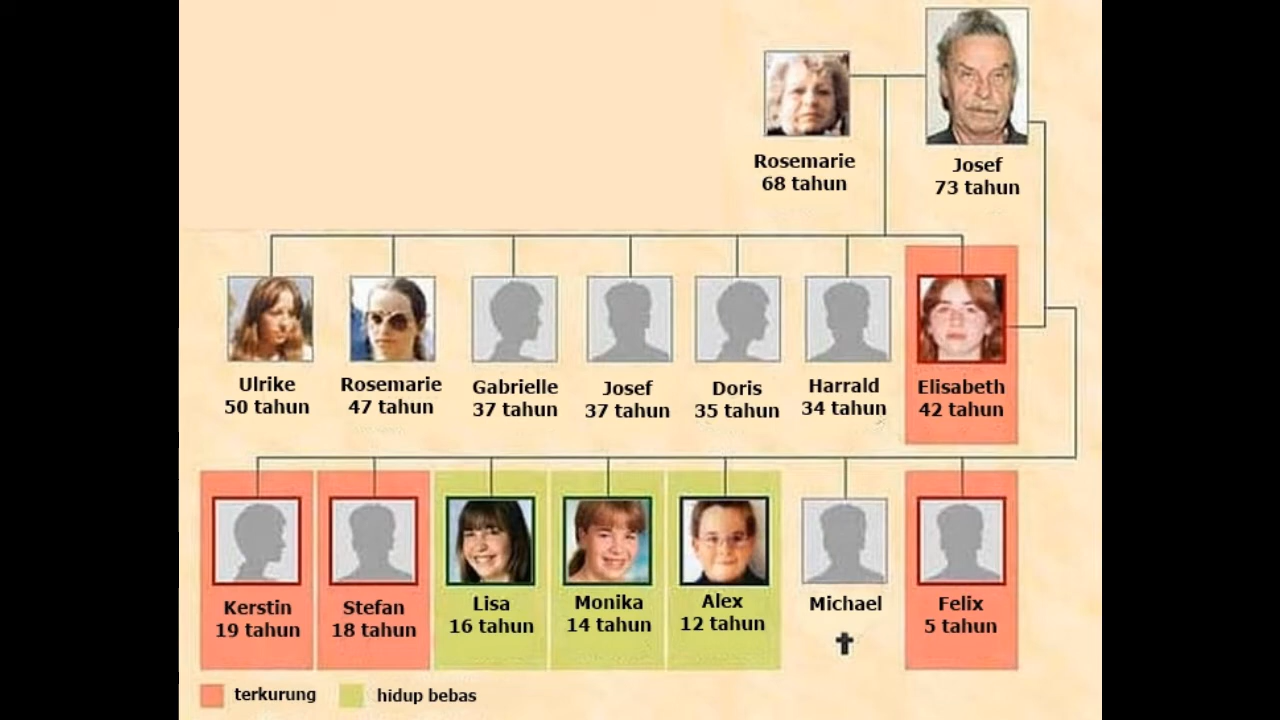 Rosemarie
68 tahun
Josef
73 tahun
Ulrike
50 tahun
Rosemarie
47 tahun
Gabrielle
37 tahun
Josef
37 tahun
Doris
35 tahun
Harrald
34 tahun
Elisabeth
42 tahun
Kerstin
19 tahun
Stefan
18 tahun
Lisa
16 tahun
Monika
14 tahun
Alex
12 tahun
Michael
Felix
5 tahun
terkurung
hidup bebas